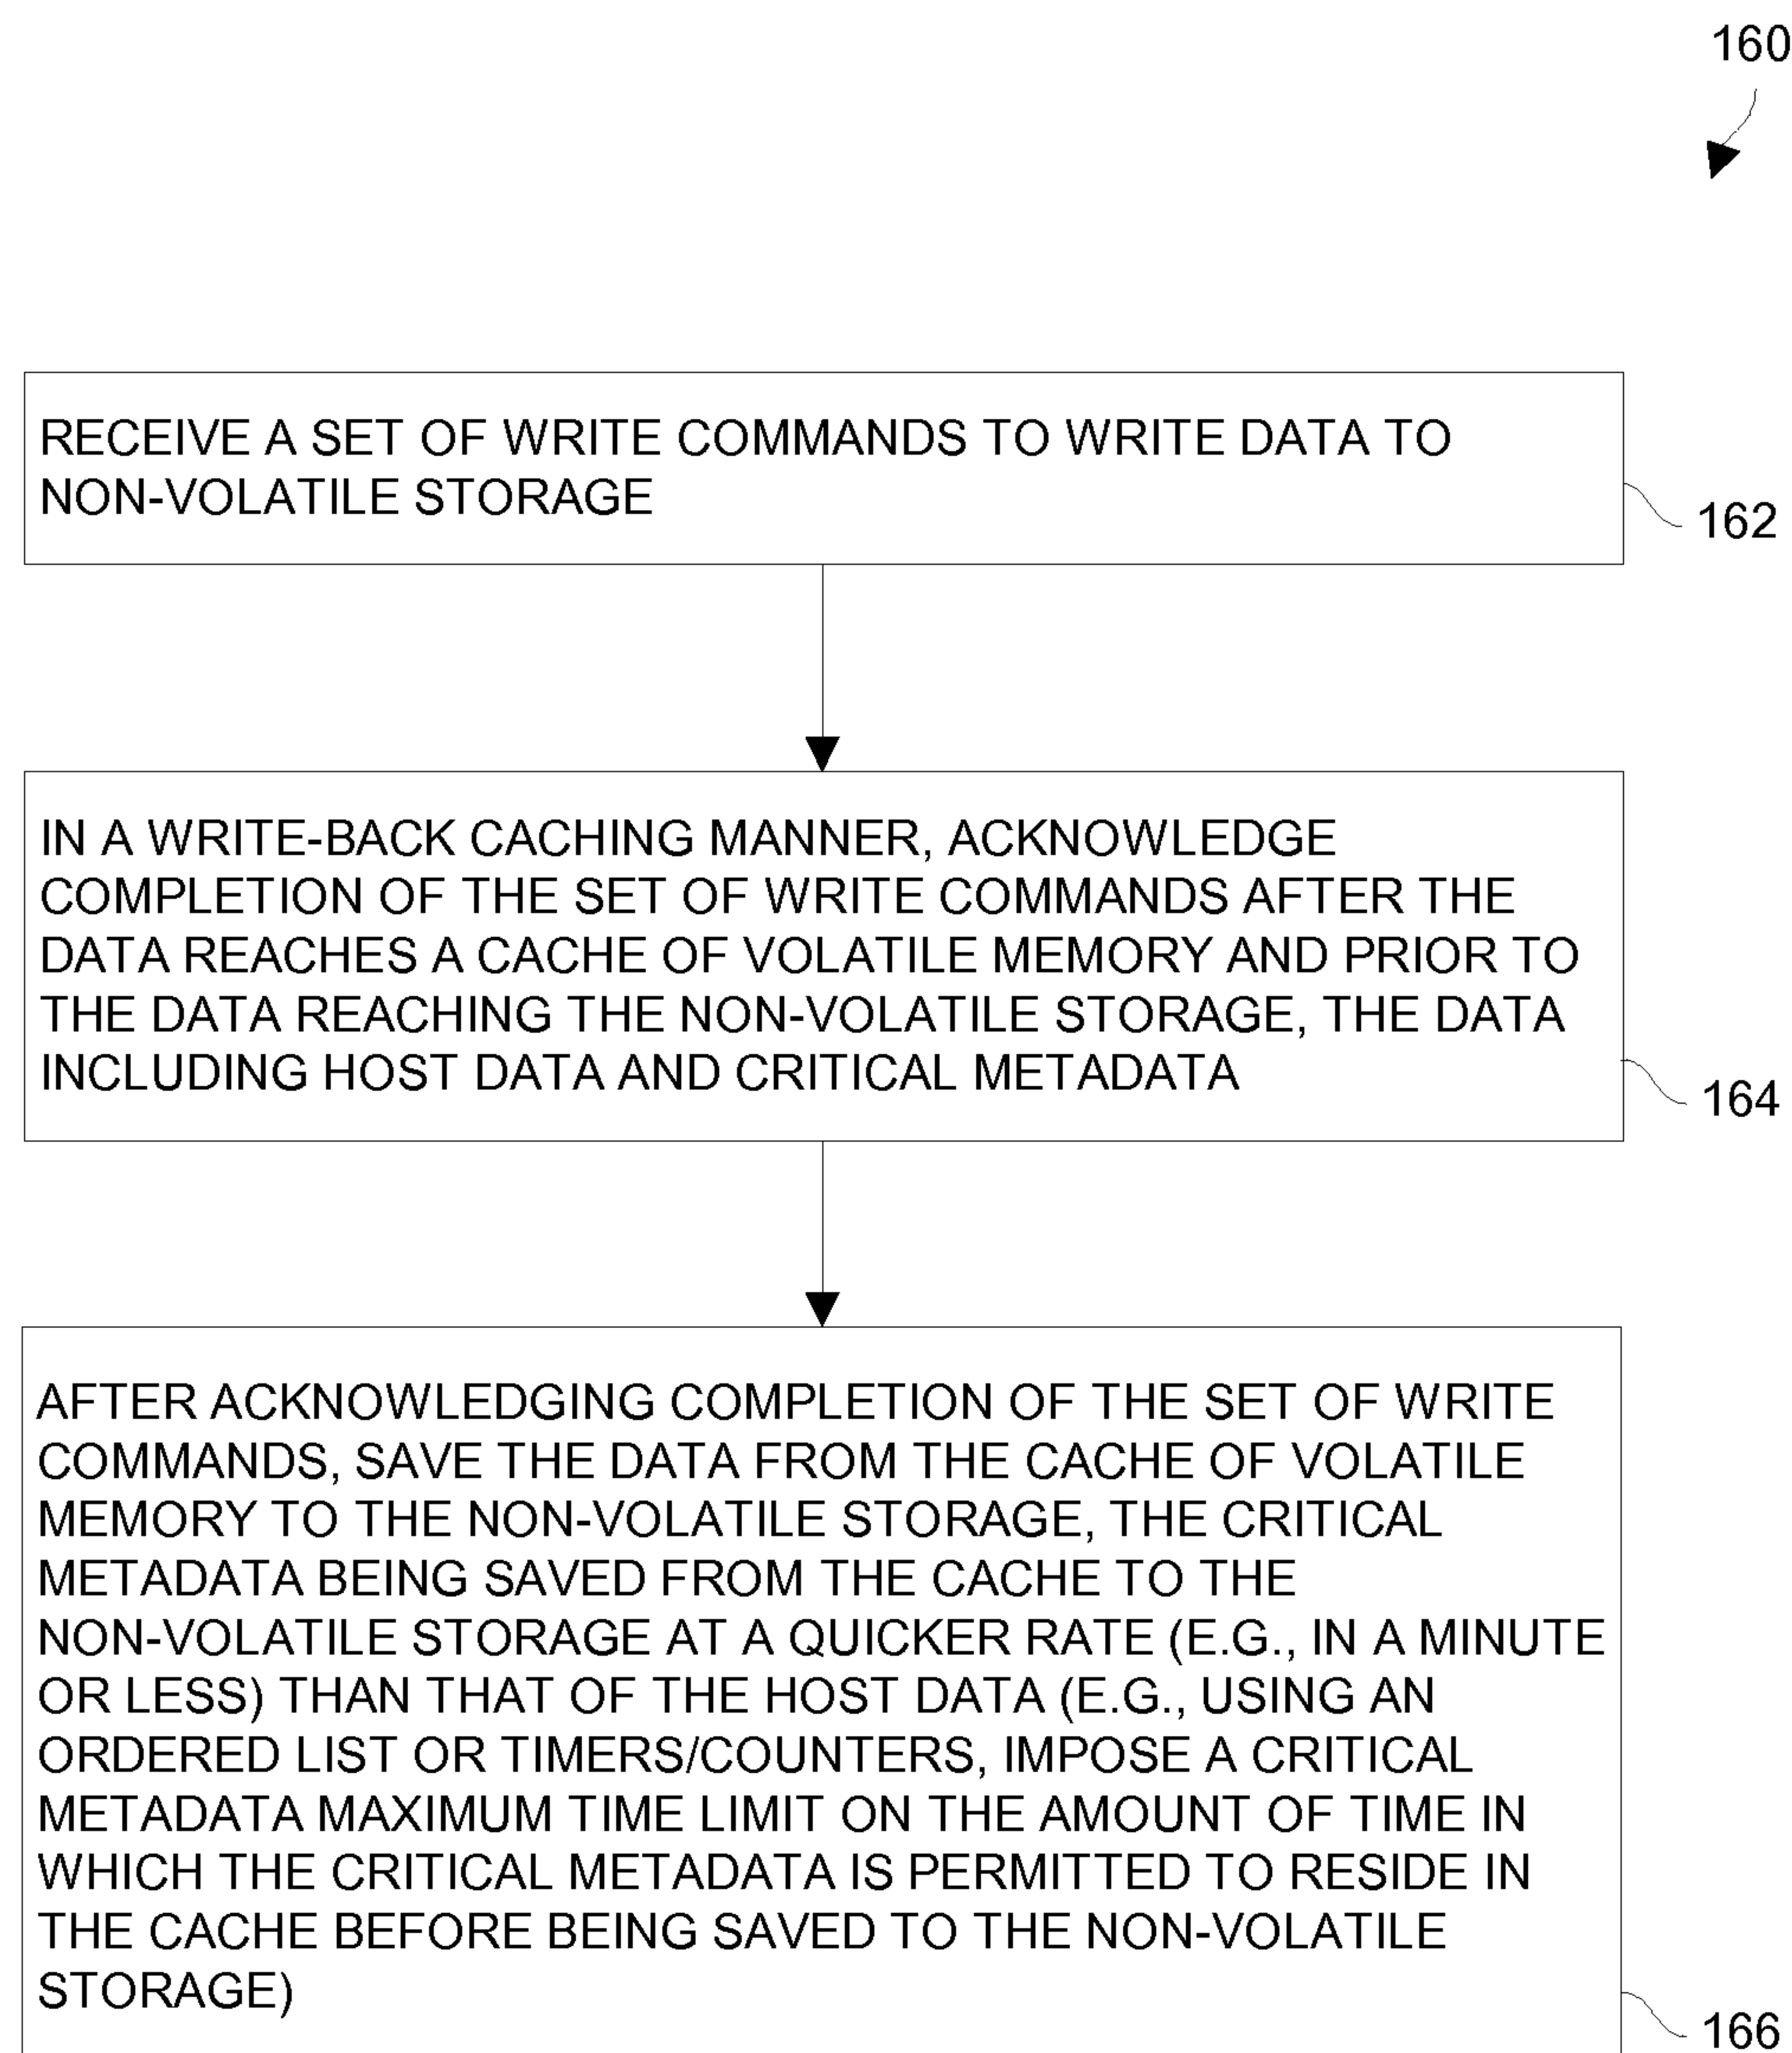 160
RECEIVE A SET OF WRITE COMMANDS TO WRITE DATA TO
NON-VOLATILE STORAGE
162
IN A WRITE-BACK CACHING MANNER, ACKNOWLEDGE
COMPLETION OF THE SET OF WRITE COMMANDS AFTER THE
DATA REACHES A CACHE OF VOLATILE MEMORY AND PRIOR TO
THE DATA REACHING THE NON-VOLATILE STORAGE, THE DATA
INCLUDING HOST DATA AND CRITICAL METADATA
164
AFTER ACKNOWLEDGING COMPLETION OF THE SET OF WRITE
COMMANDS, SAVE THE DATA FROM THE CACHE OF VOLATILE
MEMORY TO THE NON-VOLATILE STORAGE, THE CRITICAL
METADATA BEING SAVED FROM THE CACHE TO THE
NON-VOLATILE STORAGE AT A QUICKER RATE (E.G., IN A MINUTE
OR LESS) THAN THAT OF THE HOST DATA (E.G., USING AN
ORDERED LIST OR TIMERS/COUNTERS, IMPOSE A CRITICAL
METADATA MAXIMUM TIME LIMIT ON THE AMOUNT OF TIME IN
WHICH THE CRITICAL METADATA IS PERMITTED TO RESIDE IN
THE CACHE BEFORE BEING SAVED TO THE NON-VOLATILE
STORAGE)
166